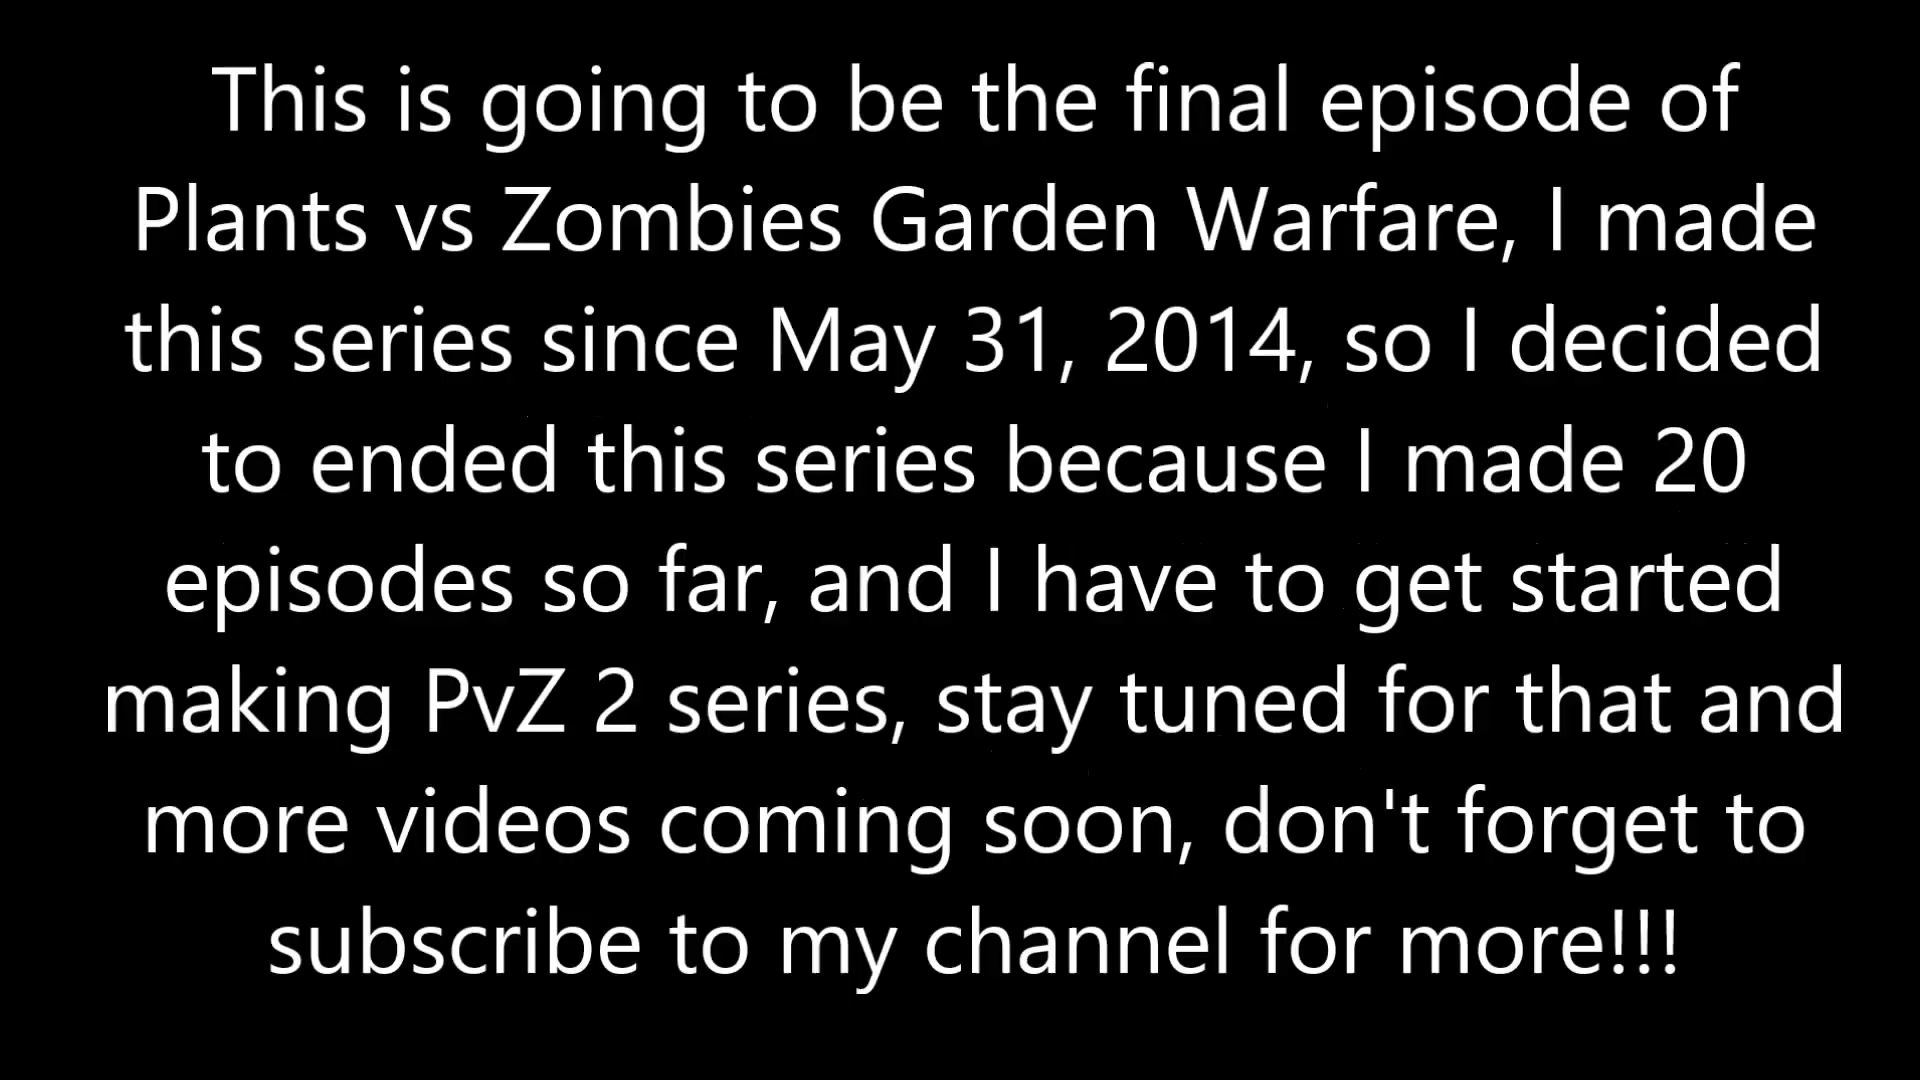 This is going to be the final episode of
Plants vs Zombies Garden Warfare, I made
this series since May 31, 2014, so I decided
to ended this series because I made 20
episodes so far, and I have to get started
making PvZ 2 series, stay tuned for that and
more videos coming soon, don't forget to
subscribe to my channel for more!!!